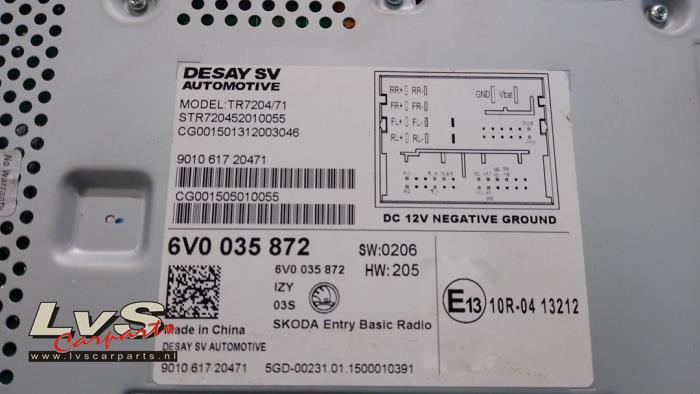 DESAY SV
AUTOMOTIVE
MODEL:TR7204/71
STR720452010055
CG001501312003046
9010 617 20471
CG001505010055
RR+ RR-
FR+ FR-
FL+ FL-
RL+ RL-
GND Vbat
DC 12V NEGATIVE GROUND
6V0 035 872
SW:0206
6V0 035 872
HW:205
IZY
03S
SKODA Entry Basic Radio
E13 10R-04 13212
Made in China
DESAY SV AUTOMOTIVE
9010 617 20471 5GD-00231.01.1500010391
No Warranty
LvS
Carparts
www.lvscarparts.nl